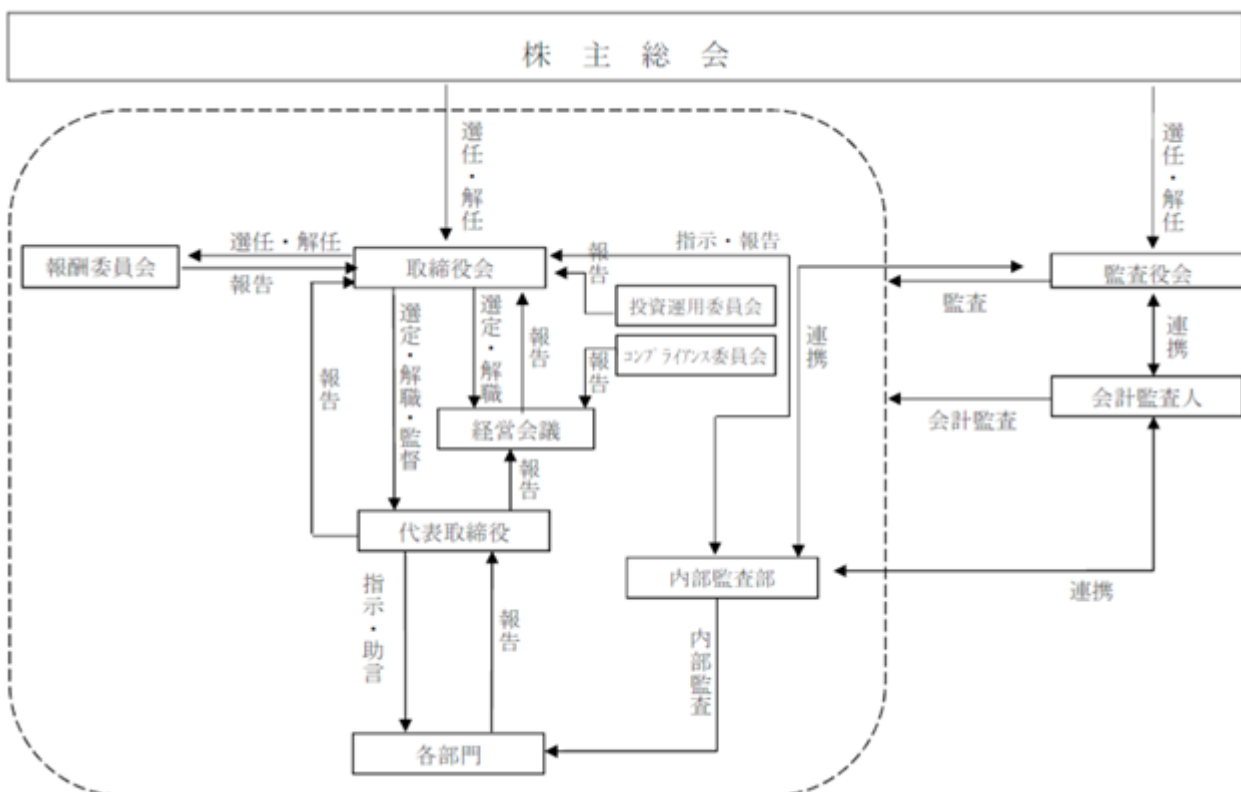 株主総会
選任・解任
選任・解任
選任・解任
報酬委員会
報告
取締役会
報告
指示・報告
監査役会
監査
投資運用委員会
コンプライアンス委員会
報告
選定・解職・監督
選定・解職
報告
報告
連携
連携
会計監査人
会計監査
経営会議
報告
代表取締役
内部監査部
連携
指示・助言
報告
内部監査
各部門